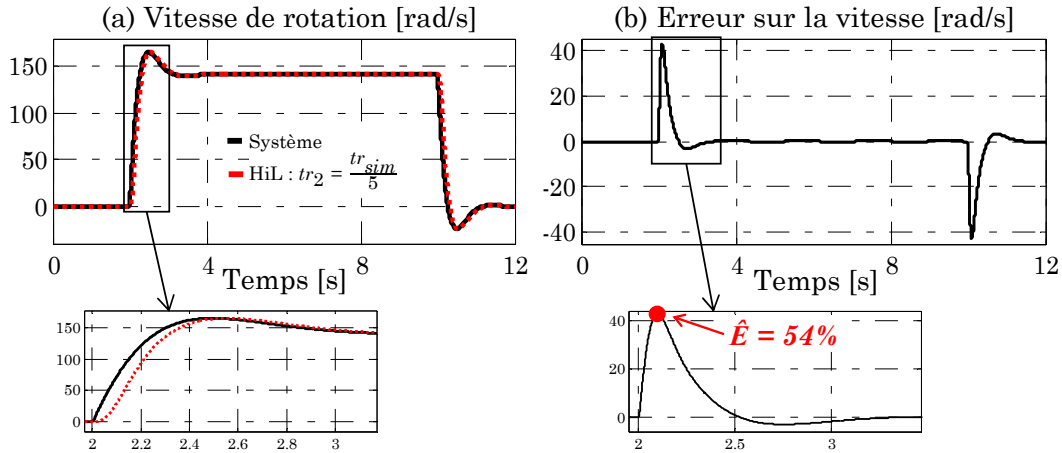 (a) Vitesse de rotation [rad/s]
150
100
50
0
Système
HiL : tr₂ = tr_sim/5
0 4 8 12
Temps [s]
150
100
50
0
2 2.2 2.4 2.6 2.8 3
(b) Erreur sur la vitesse [rad/s]
40
20
0
-20
-40
0 4 8 12
Temps [s]
40
20
0
2 2.5 3
Ê = 54%